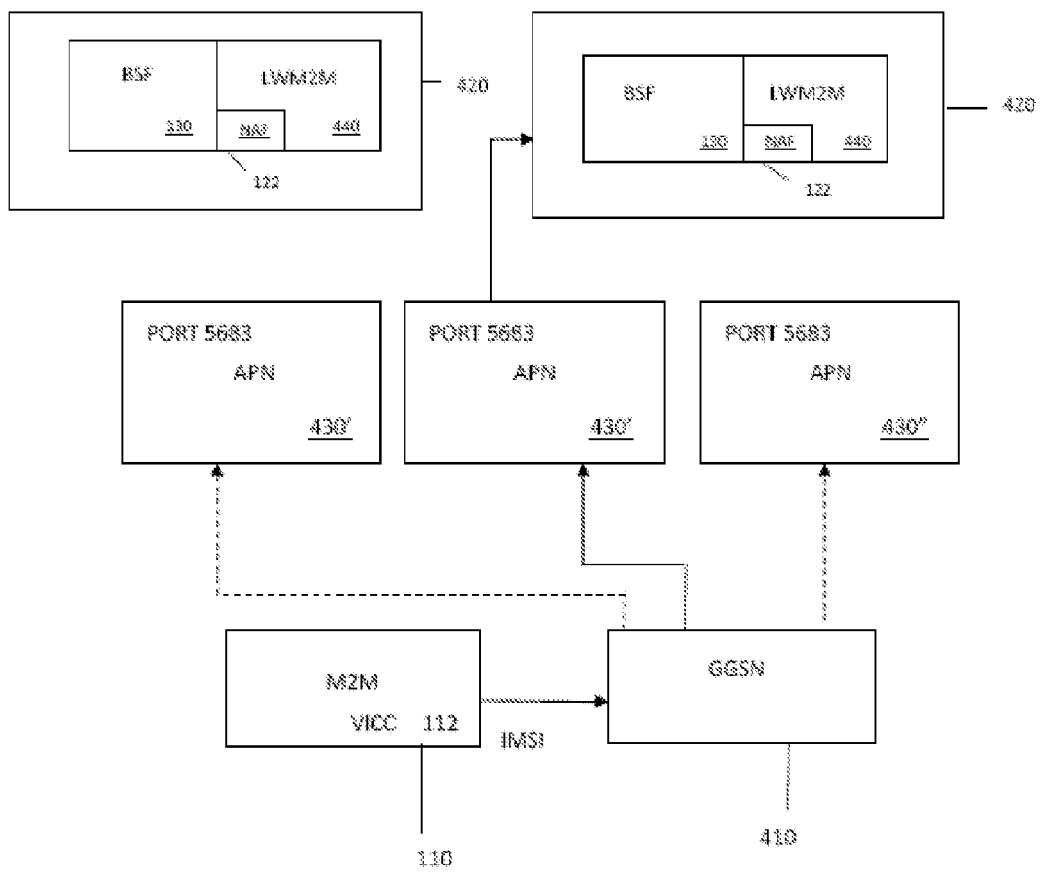 BSF
LWM2M
130
NAF
440
420
122
BSF
LWM2M
130
NAF
440
420
122
PORT 5683
APN
430'
PORT 5683
APN
430'
PORT 5683
APN
430"
M2M
VICC 112
IMSI
GGSN
110
410